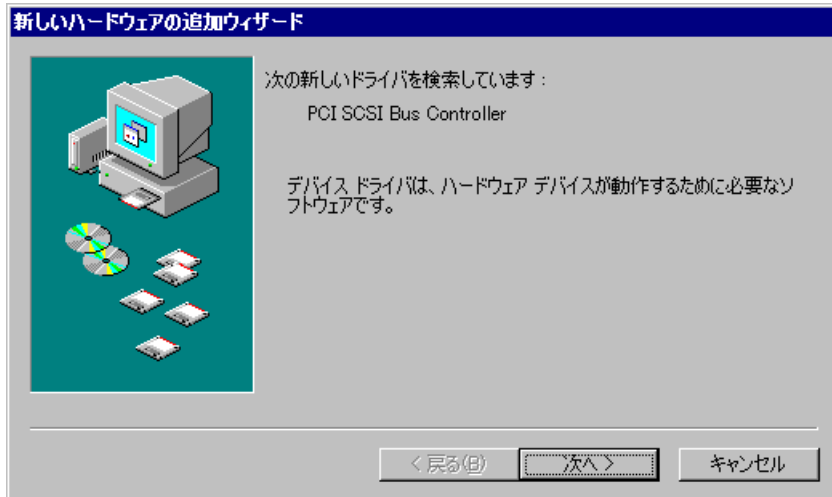 新しいハードウェアの追加ウィザード
次の新しいドライバを検索しています：
PCI SCSI Bus Controller
デバイス ドライバは、ハードウェア デバイスが動作するために必要なソ
フトウェアです。
< 戻る(B)
次へ >
キャンセル